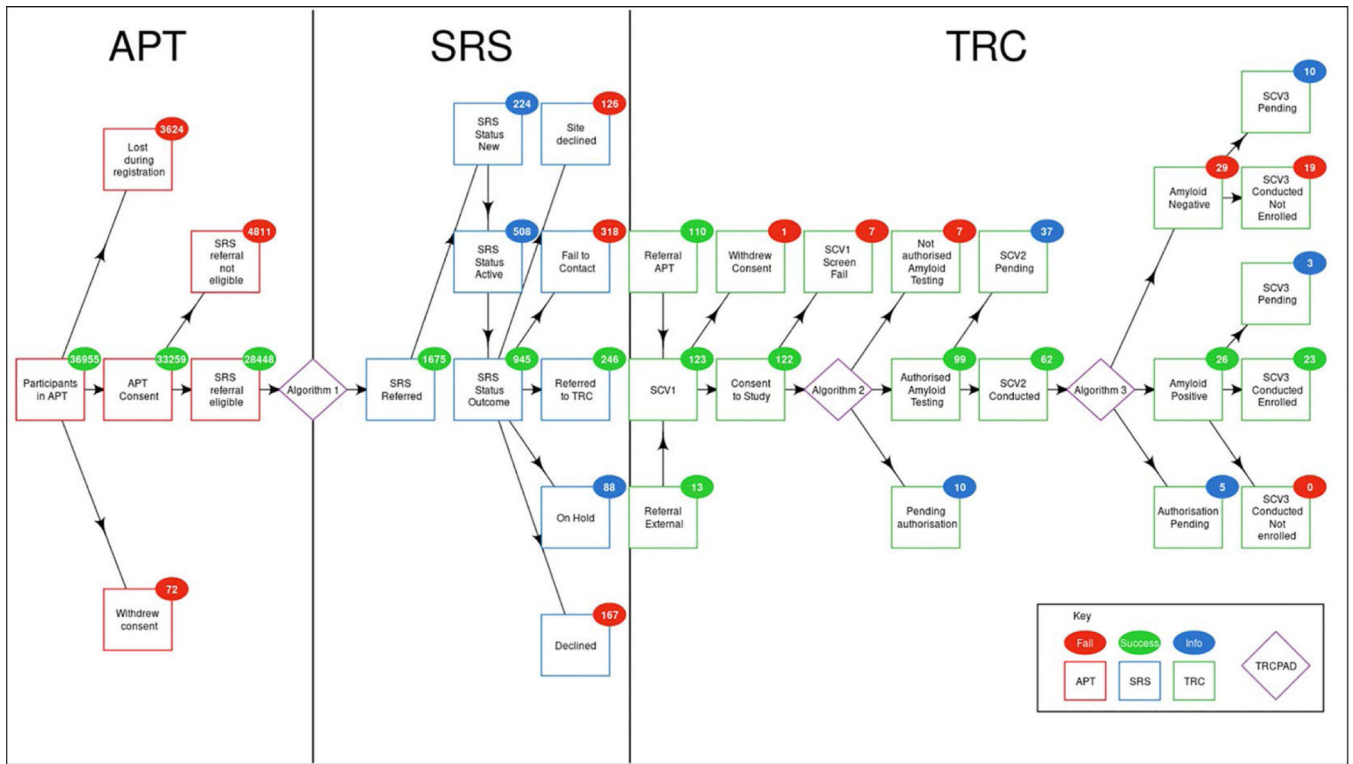 APT
SRS
TRC
3624
Lost
during
registration
4811
SRS
referral
not
eligible
36955
Participants
in APT
33259
APT
Consent
28448
SRS
referral
eligible
72
Withdrew
consent
Algorithm 1
1675
SRS
Referred
224
SRS
Status
New
508
SRS
Status
Active
945
SRS
Status
Outcome
126
Site
declined
318
Fail to
Contact
246
Referred
to TRC
88
On Hold
167
Declined
110
Referral
APT
123
SCV1
13
Referral
External
1
Withdrew
Consent
122
Consent
to Study
7
SCV1
Screen
Fail
Algorithm 2
7
Not
authorised
Amyloid
Testing
99
Authorised
Amyloid
Testing
10
Pending
authorisation
37
SCV2
Pending
62
SCV2
Conducted
Algorithm 3
29
Amyloid
Negative
26
Amyloid
Positive
5
Authorisation
Pending
10
SCV3
Pending
19
SCV3
Conducted
Not
Enrolled
3
SCV3
Pending
23
SCV3
Conducted
Enrolled
0
SCV3
Conducted
Not
enrolled
Key
Fail
Success
Info
APT
SRS
TRC
TRCPAD